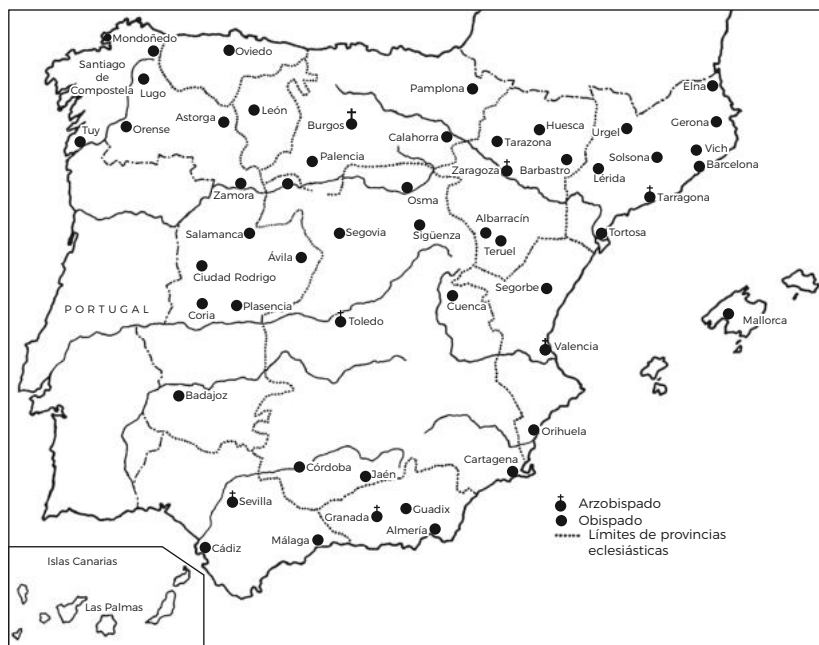 Mondoñedo
Oviedo
Santiago
de
Compostela
Lugo
Pamplona
Elna
Astorga
León
Burgos
Huesca
Urgel
Gerona
Tuy
Orense
Calahorra
Tarazona
Vich
Solsona
Palencia
Zaragoza
Barbastro
Lérida
Barcelona
Zamora
Osma
Tarragona
Salamanca
Segovia
Sigüenza
Albarracín
Teruel
Tortosa
Ávila
Ciudad Rodrigo
Segorbe
PORTUGAL
Coria
Plasencia
Cuenca
Toledo
Mallorca
Valencia
Badajoz
Orihuela
Córdoba
Jaén
Cartagena
Sevilla
Granada
Guadix
Almería
Cádiz
Málaga
Arzobispado
Obispado
Límites de provincias
eclesiásticas
Islas Canarias
Las Palmas